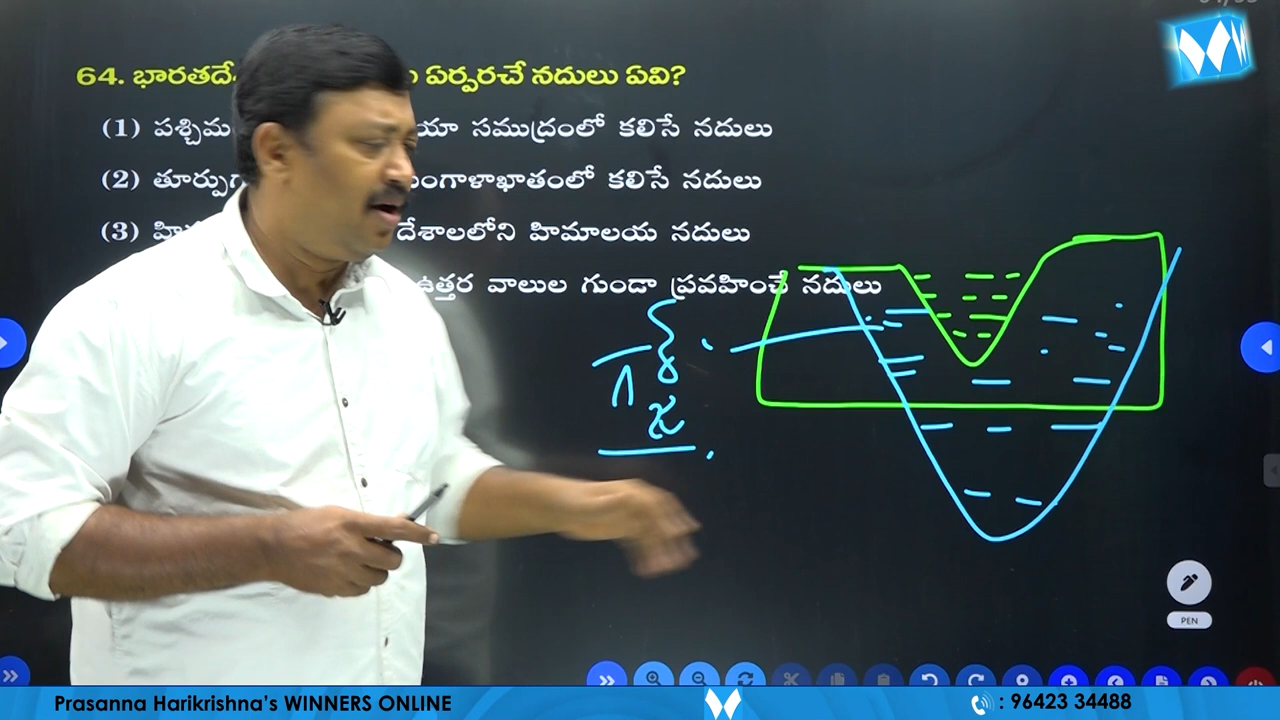 64. భారతదే ఏర్పరచే నదులు ఏవి?
(1) పశ్చిమ యా సముద్రంలో కలిసే నదులు
(2) తూర్పుగ ంగాళాఖాతంలో కలిసే నదులు
(3) హి దేశాలలోని హిమాలయ నదులు
ఉత్తర వాలుల గుండా ప్రవహించే నదులు
PEN
Prasanna Harikrishna's WINNERS ONLINE
: 96423 34488